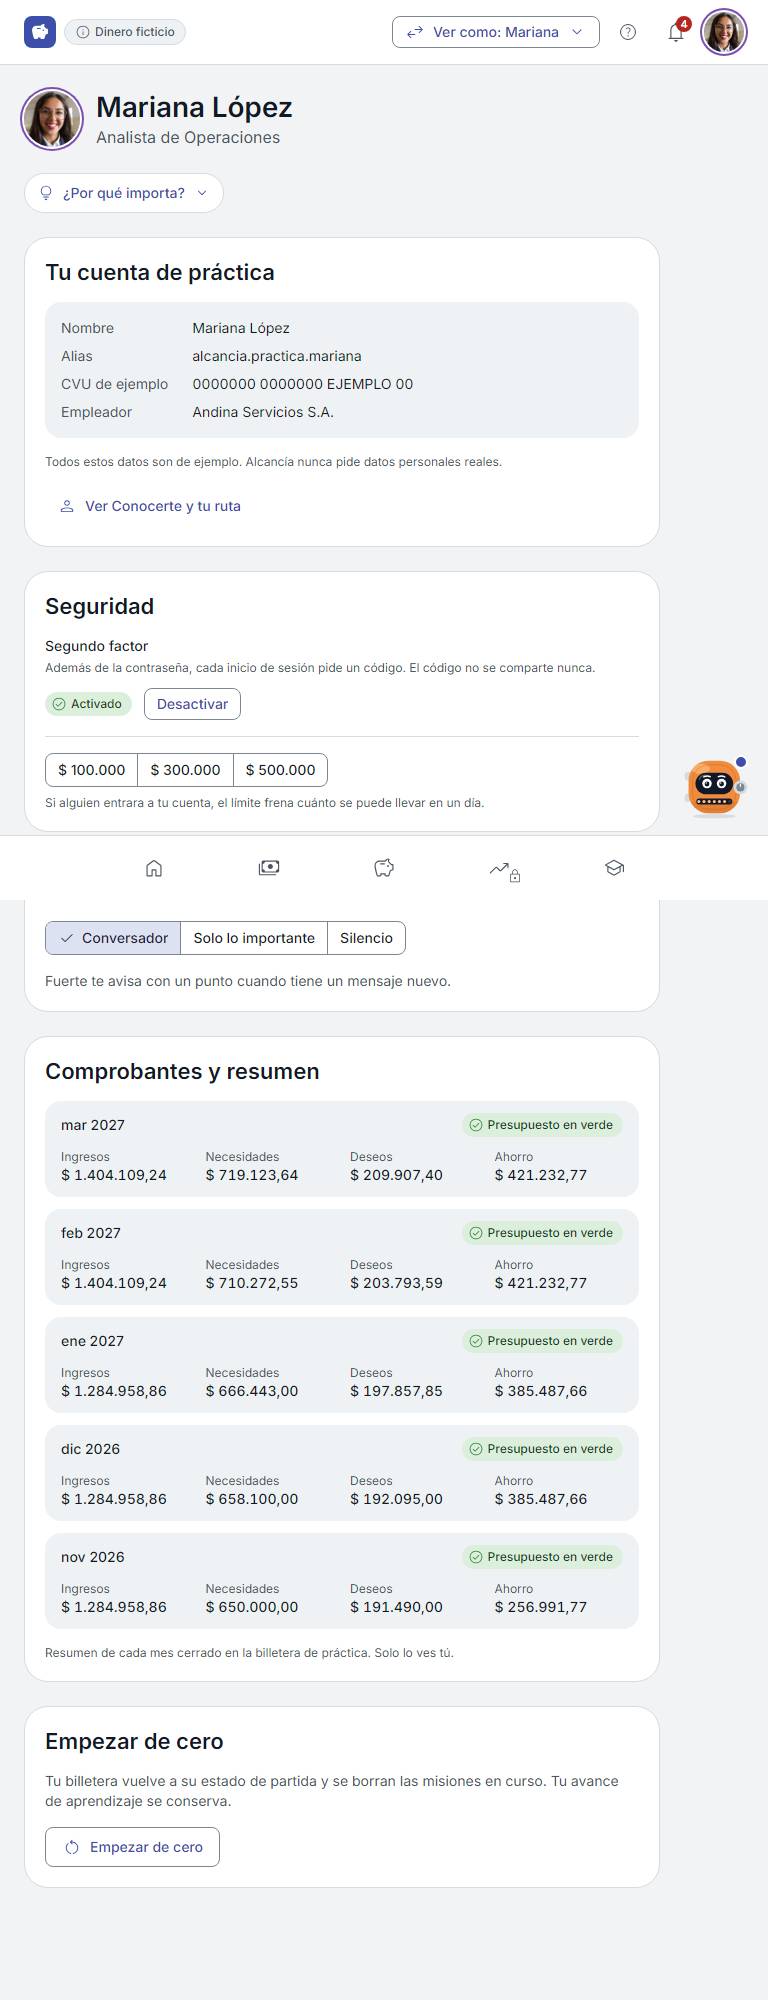 Dinero ficticio
Ver como: Mariana
4
Mariana López
Analista de Operaciones
¿Por qué importa?
Tu cuenta de práctica
Nombre Mariana López
Alias alcancia.practica.mariana
CVU de ejemplo 0000000 0000000 EJEMPLO 00
Empleador Andina Servicios S.A.
Todos estos datos son de ejemplo. Alcancía nunca pide datos personales reales.
Ver Conocerte y tu ruta
Seguridad
Segundo factor
Además de la contraseña, cada inicio de sesión pide un código. El código no se comparte nunca.
Activado Desactivar
$ 100.000 $ 300.000 $ 500.000
Si alguien entrara a tu cuenta, el límite frena cuánto se puede llevar en un día.
Conversador Solo lo importante Silencio
Fuerte te avisa con un punto cuando tiene un mensaje nuevo.
Comprobantes y resumen
mar 2027 Presupuesto en verde
Ingresos Necesidades Deseos Ahorro
$ 1.404.109,24 $ 719.123,64 $ 209.907,40 $ 421.232,77
feb 2027 Presupuesto en verde
Ingresos Necesidades Deseos Ahorro
$ 1.404.109,24 $ 710.272,55 $ 203.793,59 $ 421.232,77
ene 2027 Presupuesto en verde
Ingresos Necesidades Deseos Ahorro
$ 1.284.958,86 $ 666.443,00 $ 197.857,85 $ 385.487,66
dic 2026 Presupuesto en verde
Ingresos Necesidades Deseos Ahorro
$ 1.284.958,86 $ 658.100,00 $ 192.095,00 $ 385.487,66
nov 2026 Presupuesto en verde
Ingresos Necesidades Deseos Ahorro
$ 1.284.958,86 $ 650.000,00 $ 191.490,00 $ 256.991,77
Resumen de cada mes cerrado en la billetera de práctica. Solo lo ves tú.
Empezar de cero
Tu billetera vuelve a su estado de partida y se borran las misiones en curso. Tu avance
de aprendizaje se conserva.
Empezar de cero